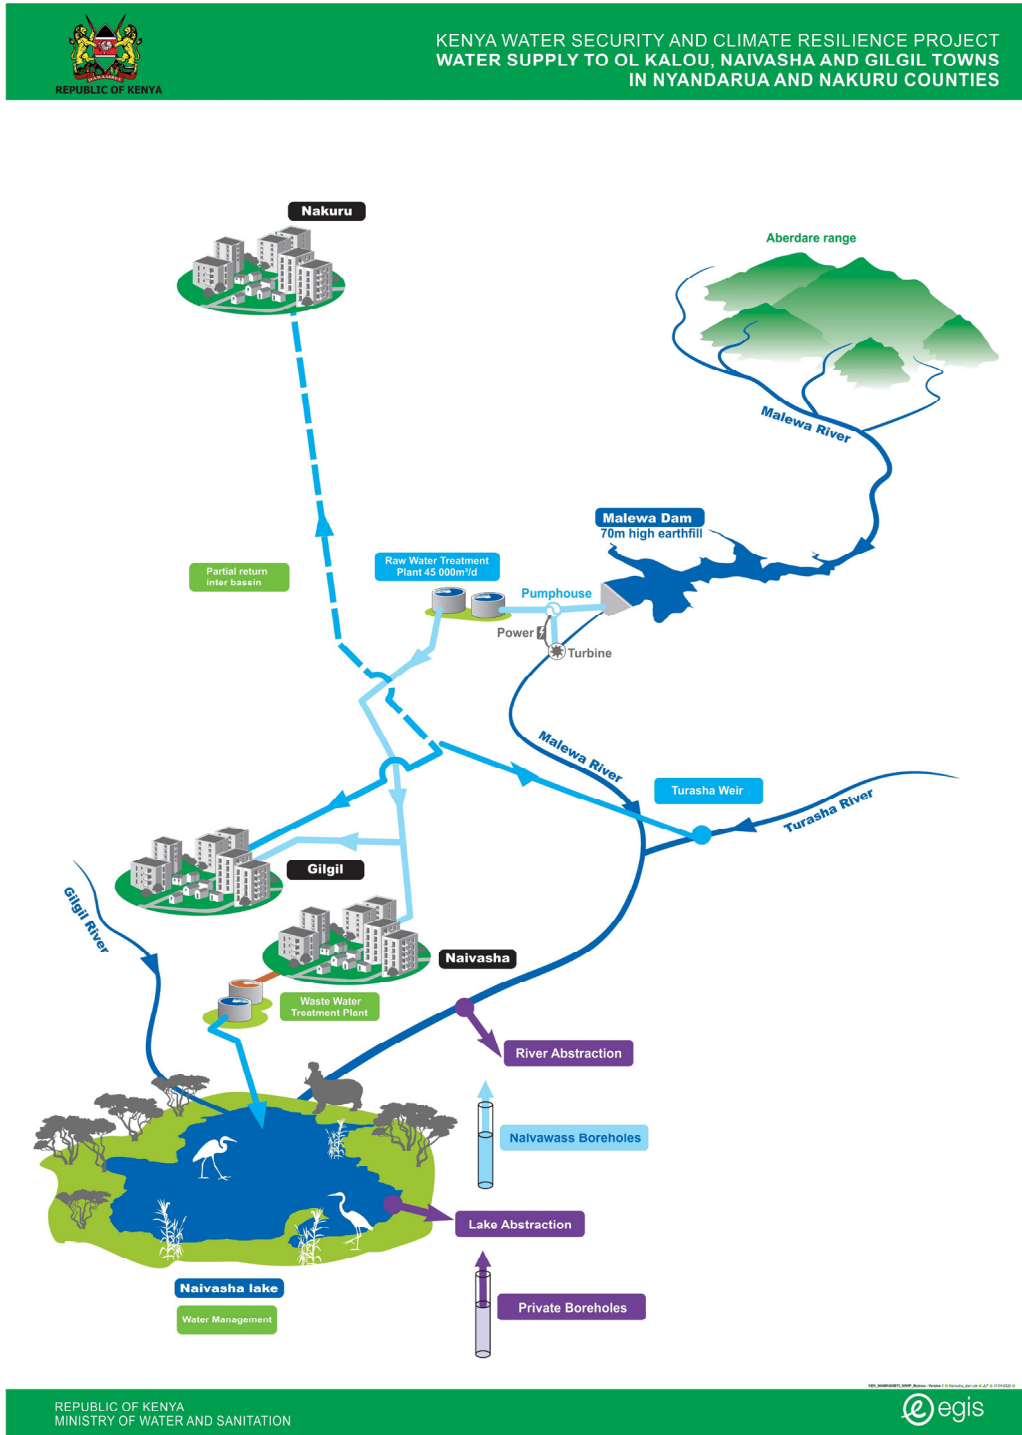 KENYA WATER SECURITY AND CLIMATE RESILIENCE PROJECT
WATER SUPPLY TO OL KALOU, NAIVASHA AND GILGIL TOWNS
IN NYANDARUA AND NAKURU COUNTIES
HARAMBEE
REPUBLIC OF KENYA
Nakuru
Aberdare range
Malewa River
Malewa Dam
70m high earthfill
Raw Water Treatment
Plant 45 000m³/d
Partial return
inter bassin
Pumphouse
Power
Turbine
Malewa River
Turasha Weir
Turasha River
Gilgil
Gilgil River
Naivasha
Waste Water
Treatment Plant
River Abstraction
Naivawass Boreholes
Lake Abstraction
Naivasha lake
Water Management
Private Boreholes
REPUBLIC OF KENYA
MINISTRY OF WATER AND SANITATION
egis